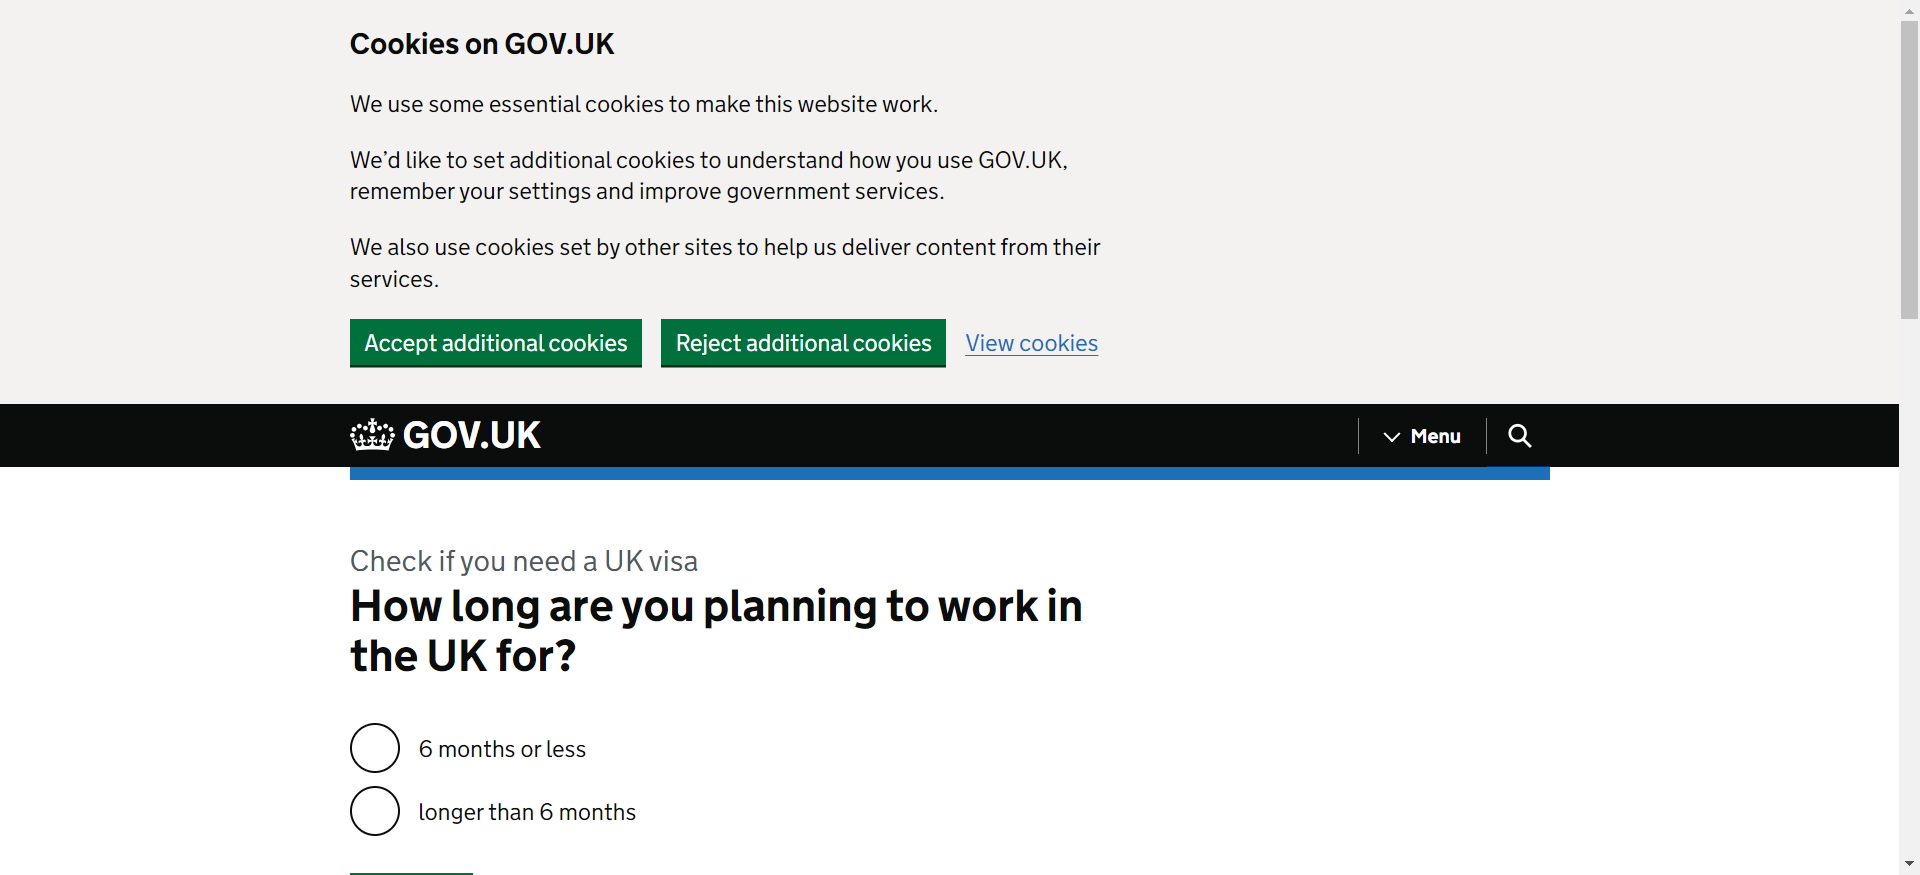 Cookies on GOV.UK
We use some essential cookies to make this website work.
We’d like to set additional cookies to understand how you use GOV.UK,
remember your settings and improve government services.
We also use cookies set by other sites to help us deliver content from their
services.
Accept additional cookies Reject additional cookies View cookies
GOV.UK Menu
Check if you need a UK visa
How long are you planning to work in
the UK for?
6 months or less
longer than 6 months